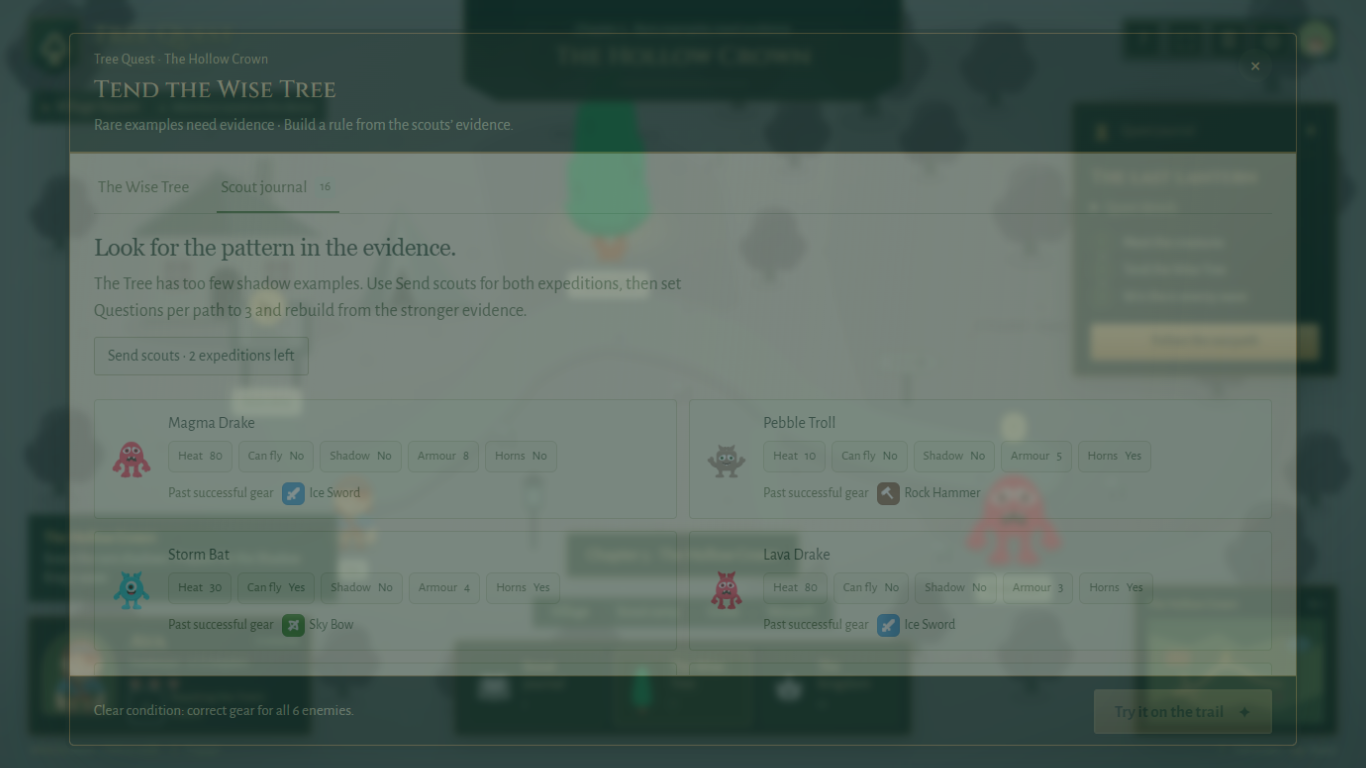 Tree Quest · The Hollow Crown
Tend the Wise Tree
Rare examples need evidence · Build a rule from the scouts' evidence.
×
The Wise Tree
Scout journal 16
Look for the pattern in the evidence.
The Tree has too few shadow examples. Use Send scouts for both expeditions, then set
Questions per path to 3 and rebuild from the stronger evidence.
Send scouts · 2 expeditions left
Magma Drake
Heat 80 Can fly No Shadow No Armour 8 Horns No
Past successful gear Ice Sword
Pebble Troll
Heat 10 Can fly No Shadow No Armour 5 Horns Yes
Past successful gear Rock Hammer
Storm Bat
Heat 30 Can fly Yes Shadow No Armour 4 Horns Yes
Past successful gear Sky Bow
Lava Drake
Heat 80 Can fly No Shadow No Armour 3 Horns Yes
Past successful gear Ice Sword
Clear condition: correct gear for all 6 enemies.
Try it on the trail
The Hollow Crown